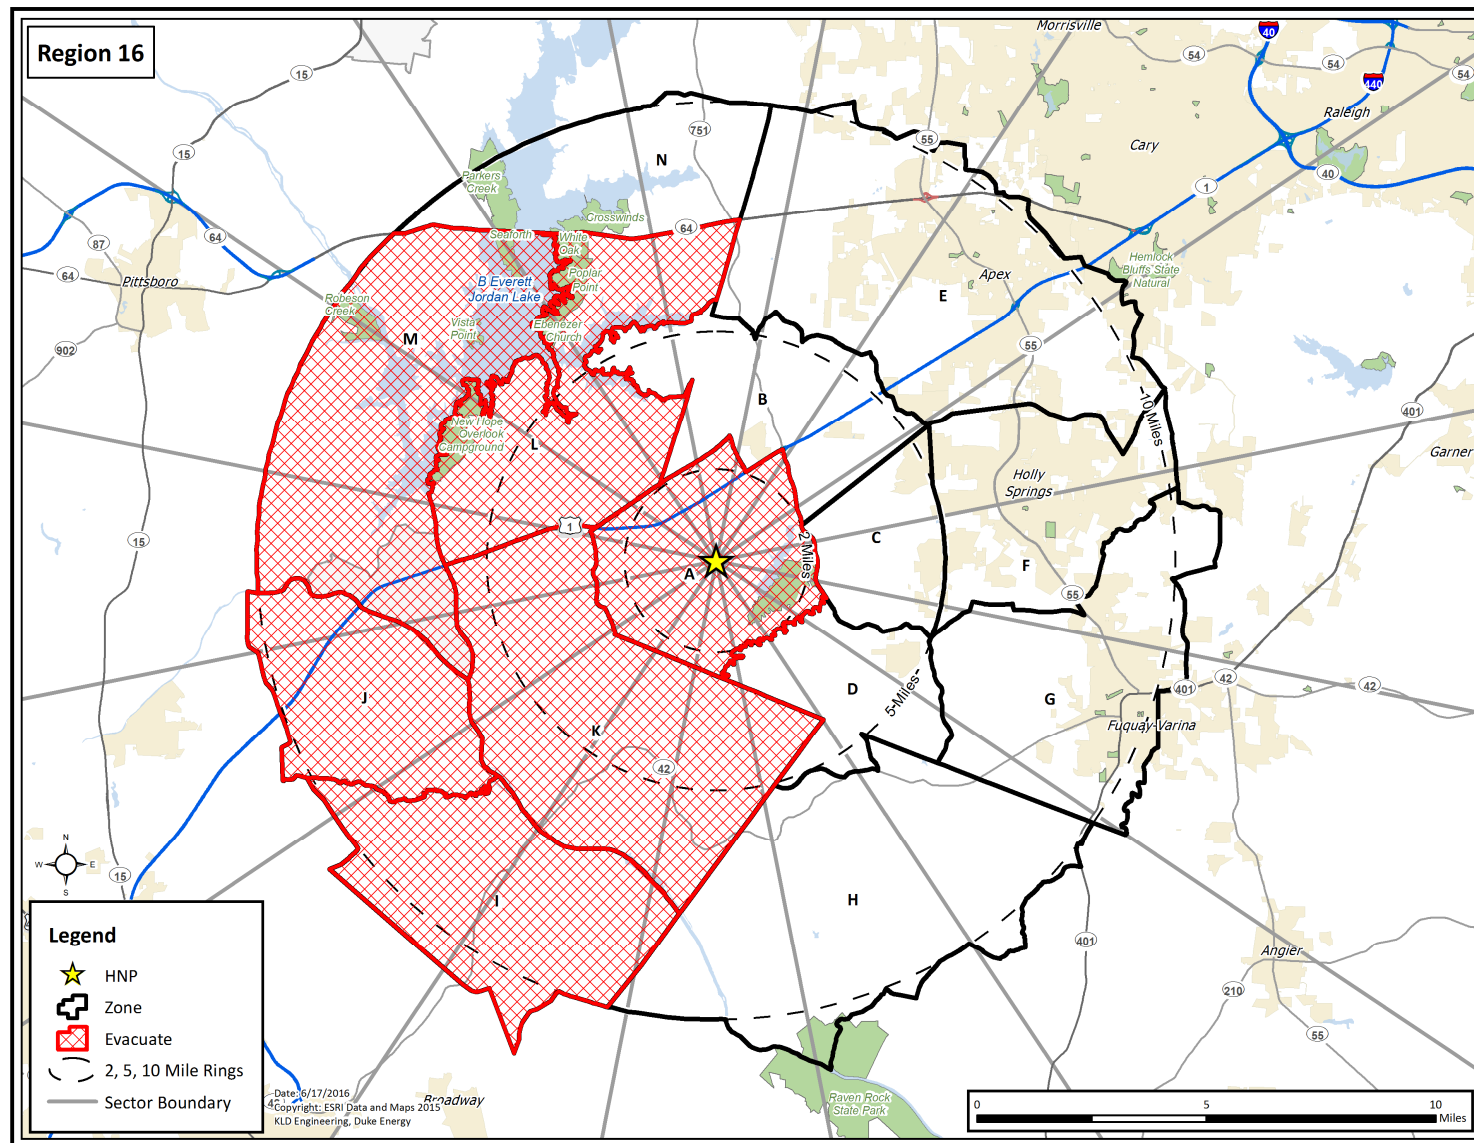 Region 16
Morrisville
40
54
54
54
440
15
Raleigh
751
55
Cary
N
15
40
Parkers
Creek
1
Crosswinds
64
87
64
Seaforth
White
Oak
Hemlock
Bluffs State
Natural
64
Pittsboro
Poplar
Point
Apex
B Everett
Jordan Lake
E
Robeson
Creek
Vista
Point
Ebenezer
Church
M
55
902
B
10 Miles
401
New Hope
Overlook
Campground
L
Garner
Holly
Springs
1
2 Miles
C
15
A
F
55
D
5-Miles
42
401
42
J
G
K
Fuquay-Varina
42
N
W
E
S
15
I
H
401
Angier
210
55
Legend
HNP
Zone
Evacuate
2, 5, 10 Mile Rings
Sector Boundary
Date: 6/17/2016
Copyright: ESRI Data and Maps 2015
KLD Engineering, Duke Energy
Broadway
Raven Rock
State Park
0
5
10
Miles